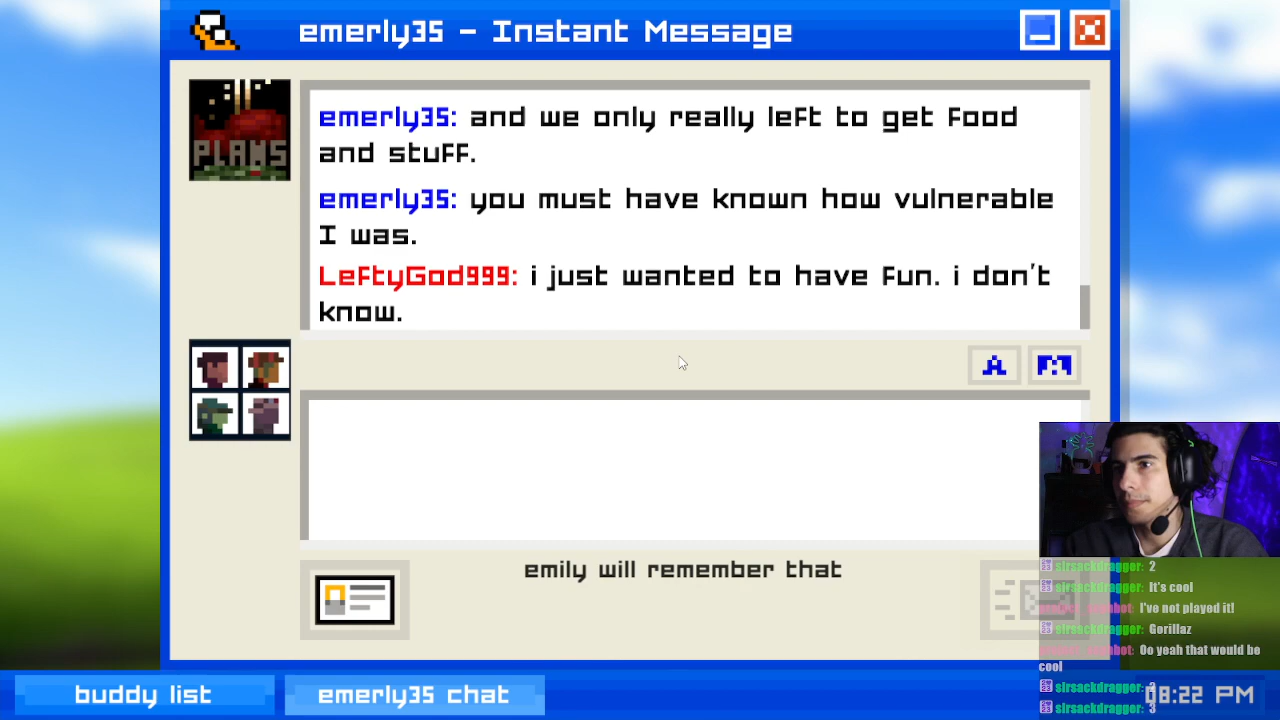 emerly35 - Instant Message
PLANS
emerly35: and we only really left to get food
and stuff.
emerly35: you must have known how vulnerable
I was.
LeftyGod999: i just wanted to have fun. i don't
know.
A
emily will remember that
sirsackdragger: 2
sirsackdragger: It's cool
I've not played it!
sirsackdragger: Gorillaz
Oo yeah that would be
cool
sirsackdragger: 2
sirsackdragger: 3
buddy list
emerly35 chat
08:22 PM